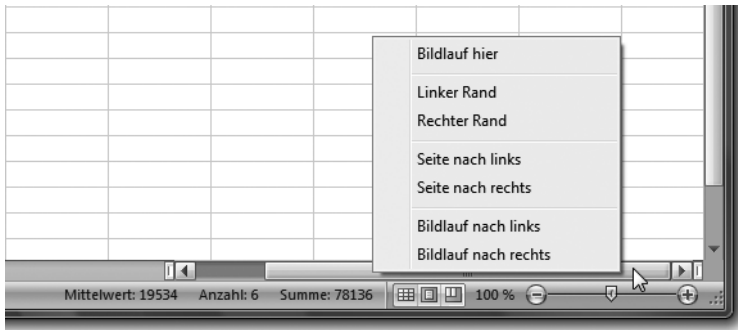 Bildlauf hier
Linker Rand
Rechter Rand
Seite nach links
Seite nach rechts
Bildlauf nach links
Bildlauf nach rechts
Mittelwert: 19534 Anzahl: 6 Summe: 78136 100 %